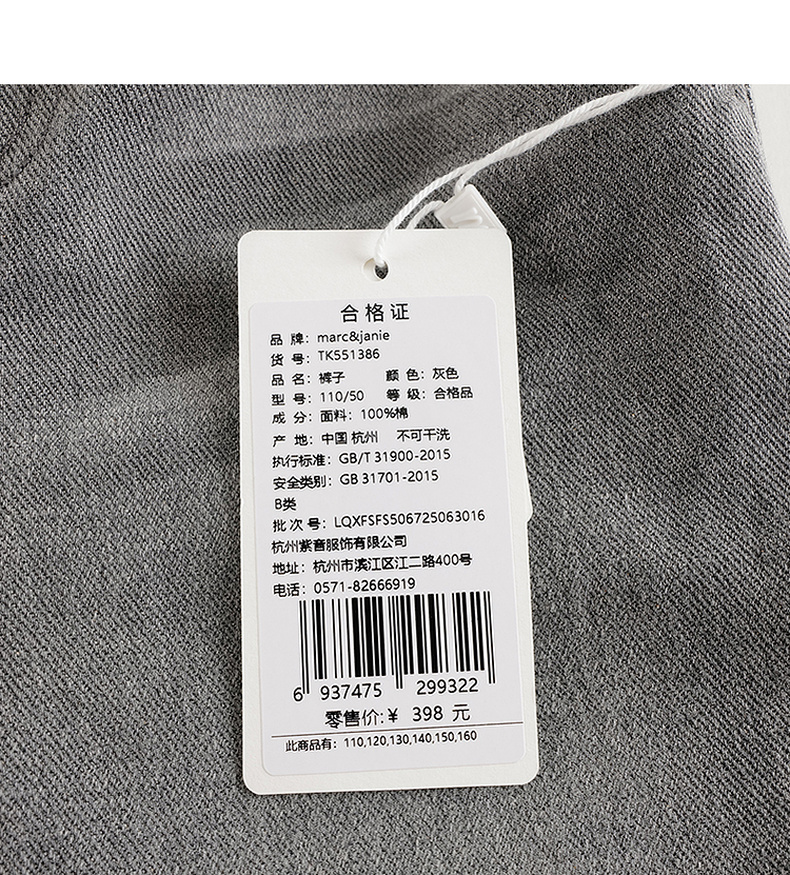 合格证
品 牌：marc&janie
货 号：TK551386
品 名：裤子 颜 色：灰色
型 号：110/50 等 级：合格品
成 分：面料：100%棉
产 地：中国 杭州 不可干洗
执行标准：GB/T 31900-2015
安全类别：GB 31701-2015
B类
批 次 号：LQXFSFS506725063016
杭州紫音服饰有限公司
地址：杭州市滨江区江二路400号
电话：0571-82666919
6 937475 299322
零售价:¥ 398 元
此商品有：110,120,130,140,150,160